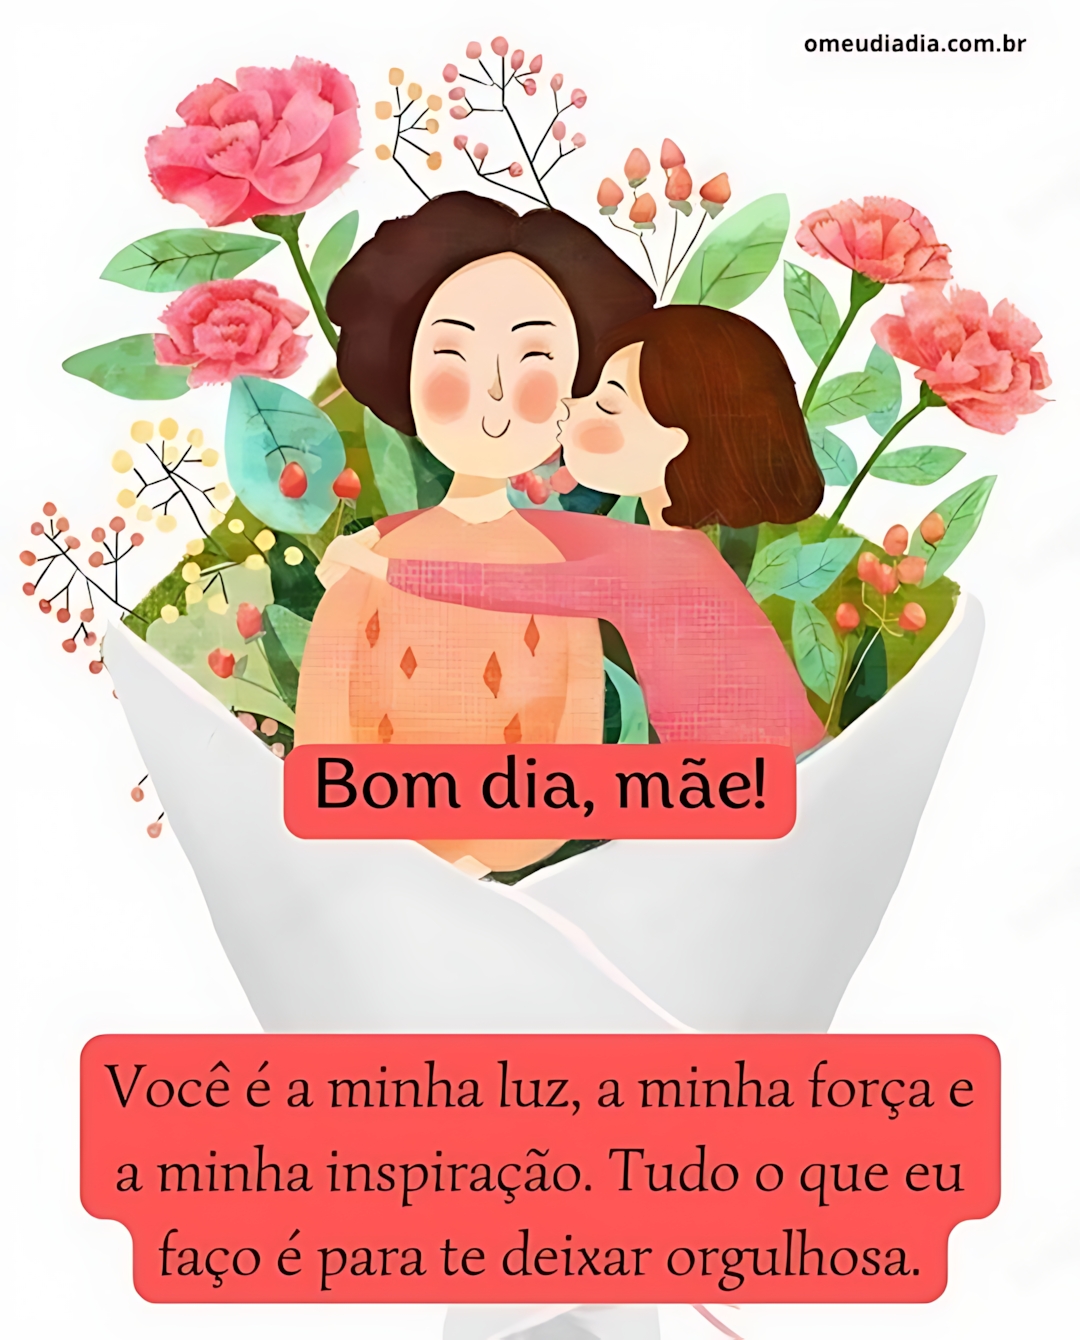 omeudiadia.com.br
Bom dia, mãe!
Você é a minha luz, a minha força e
a minha inspiração. Tudo o que eu
faço é para te deixar orgulhosa.